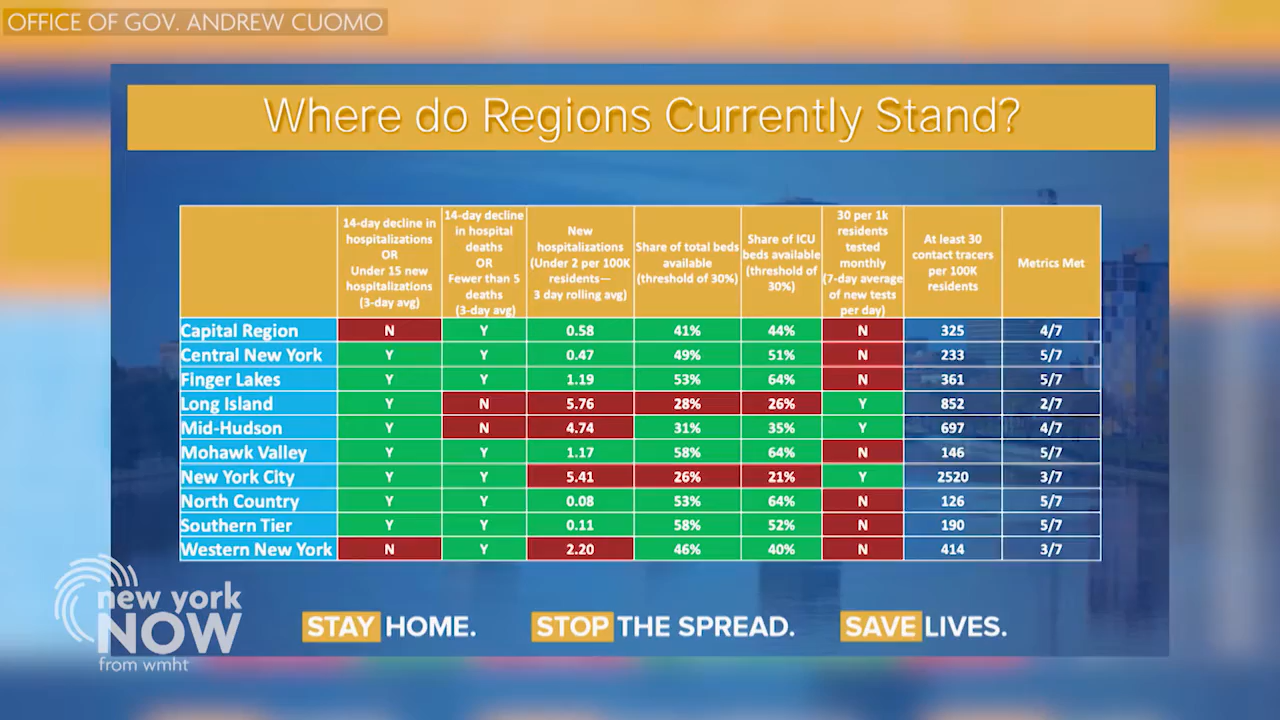 OFFICE OF GOV. ANDREW CUOMO
Where do Regions Currently Stand?
14-day decline in hospitalizations OR Under 15 new hospitalizations (3-day avg) 14-day decline in hospital deaths OR Fewer than 5 deaths (3-day avg) New hospitalizations (Under 2 per 100K residents— 3 day rolling avg) Share of total beds available (threshold of 30%) Share of ICU beds available (threshold of 30%) 30 per 1k residents tested monthly (7-day average of new tests per day) At least 30 contact tracers per 100K residents Metrics Met
Capital Region N Y 0.58 41% 44% N 325 4/7
Central New York Y Y 0.47 49% 51% N 233 5/7
Finger Lakes Y Y 1.19 53% 64% N 361 5/7
Long Island Y N 5.76 28% 26% Y 852 2/7
Mid-Hudson Y N 4.74 31% 35% Y 697 4/7
Mohawk Valley Y Y 1.17 58% 64% N 146 5/7
New York City Y Y 5.41 26% 21% Y 2520 3/7
North Country Y Y 0.08 53% 64% N 126 5/7
Southern Tier Y Y 0.11 58% 52% N 190 5/7
Western New York N Y 2.20 46% 40% N 414 3/7
STAY HOME. STOP THE SPREAD. SAVE LIVES.
new york
NOW
from wmht